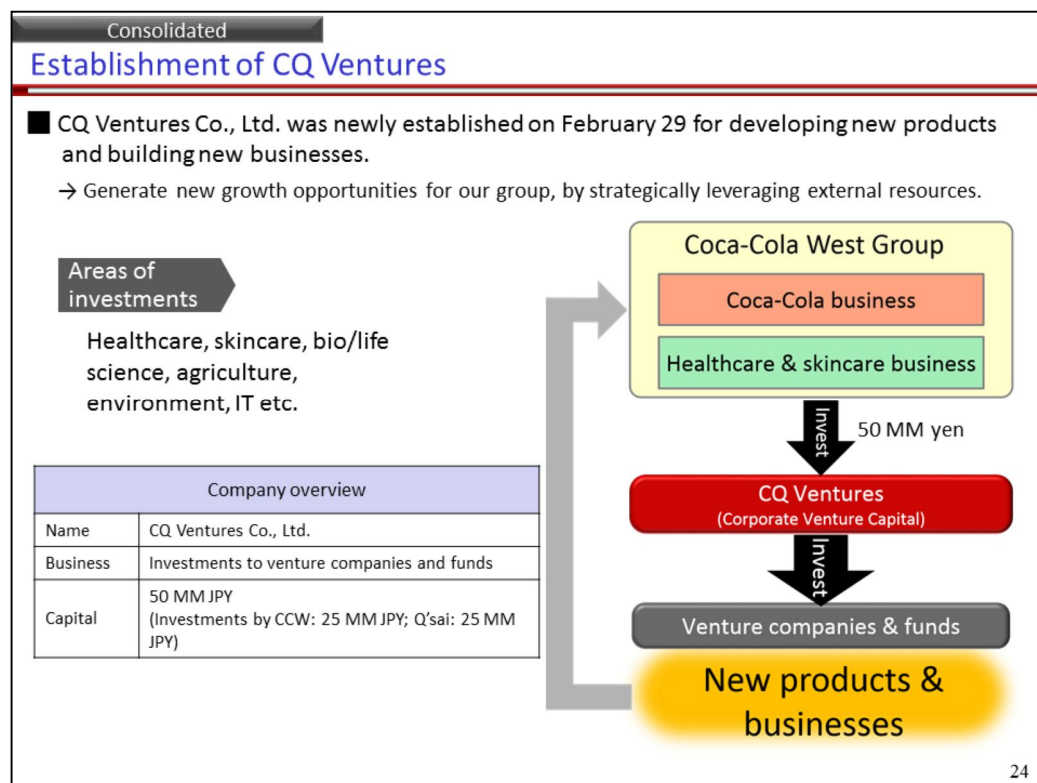 Consolidated
Establishment of CQ Ventures
■ CQ Ventures Co., Ltd. was newly established on February 29 for developing new products
and building new businesses.
→ Generate new growth opportunities for our group, by strategically leveraging external resources.
Areas of
investments
Healthcare, skincare, bio/life
science, agriculture,
environment, IT etc.
Company overview
Name CQ Ventures Co., Ltd.
Business Investments to venture companies and funds
Capital 50 MM JPY
(Investments by CCW: 25 MM JPY; Q'sai: 25 MM
JPY)
Coca-Cola West Group
Coca-Cola business
Healthcare & skincare business
Invest 50 MM yen
CQ Ventures
(Corporate Venture Capital)
Invest
Venture companies & funds
New products &
businesses
24